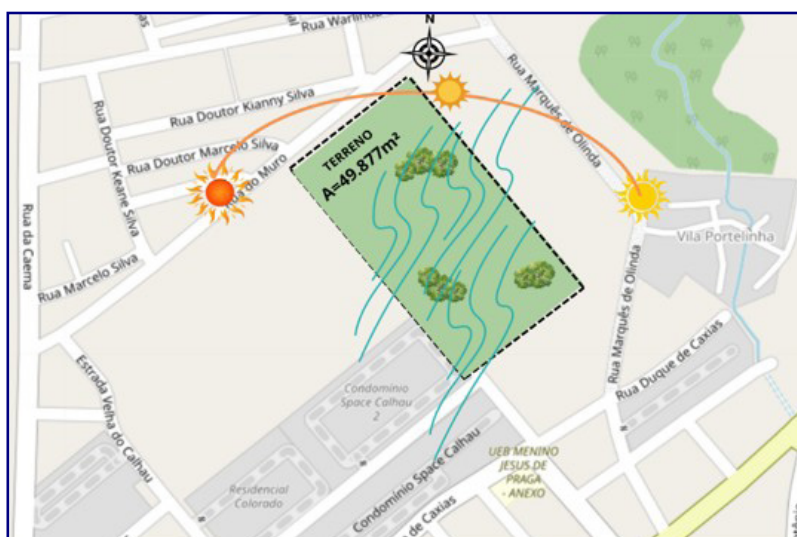 N
Rua Warlind
Rua Doutor Kianny Silva
Rua Doutor Marcelo Silva
Rua Doutor Keane Silva
Rua do Muro
Rua da Caema
Rua Marcelo Silva
Rua Marquês de Olinda
TERRENO
A=49.877m²
Vila Portelinha
Rua Marquês de Olinda
Rua Duque de Caxias
Estrada Velha do Calhau
Condomínio
Space Calhau
2
Condomínio Space Calhau
Residencial
Colorado
UEB MENINO
JESUS DE
PRAGA
- ANEXO
de Caxias